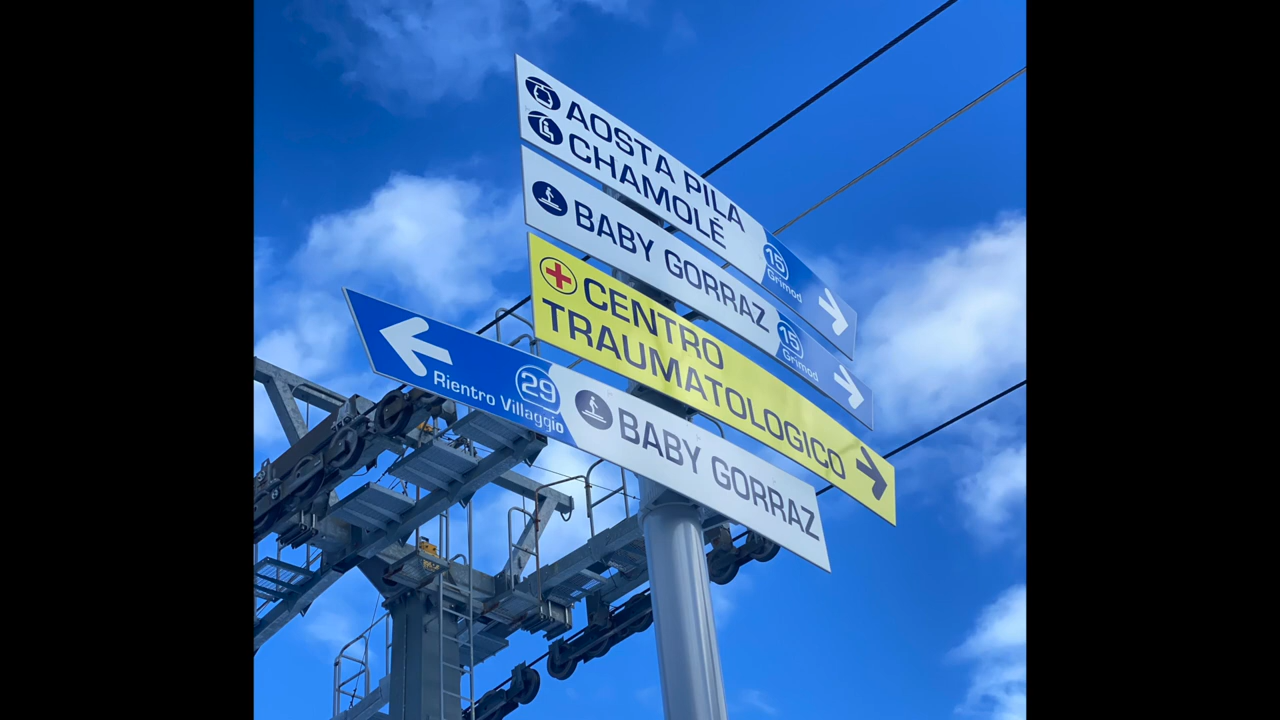 AOSTA PILA
CHAMOLÉ
15
Grimod
BABY GORRAZ
15
Grimod
CENTRO
TRAUMATOLOGICO
29
Rientro Villaggio
BABY GORRAZ